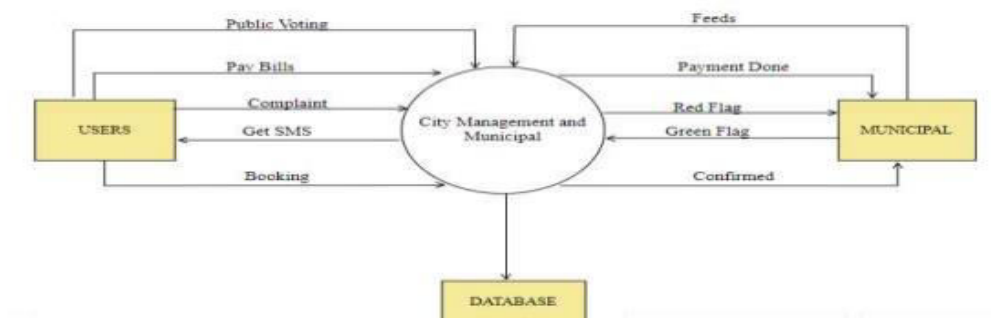 Public Voting
Feeds
Pay Bills
Payment Done
Complaint
Red Flag
USERS
City Management and
Municipal
MUNICIPAL
Get SMS
Green Flag
Booking
Confirmed
DATABASE